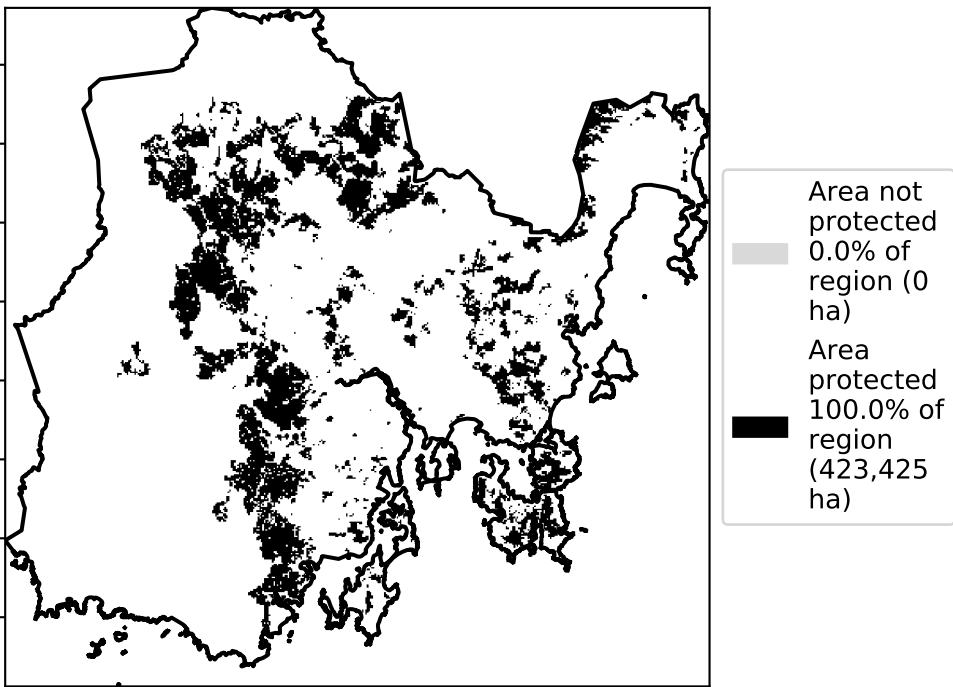 Area not
protected
0.0% of
region (0
ha)
Area
protected
100.0% of
region
(423,425
ha)